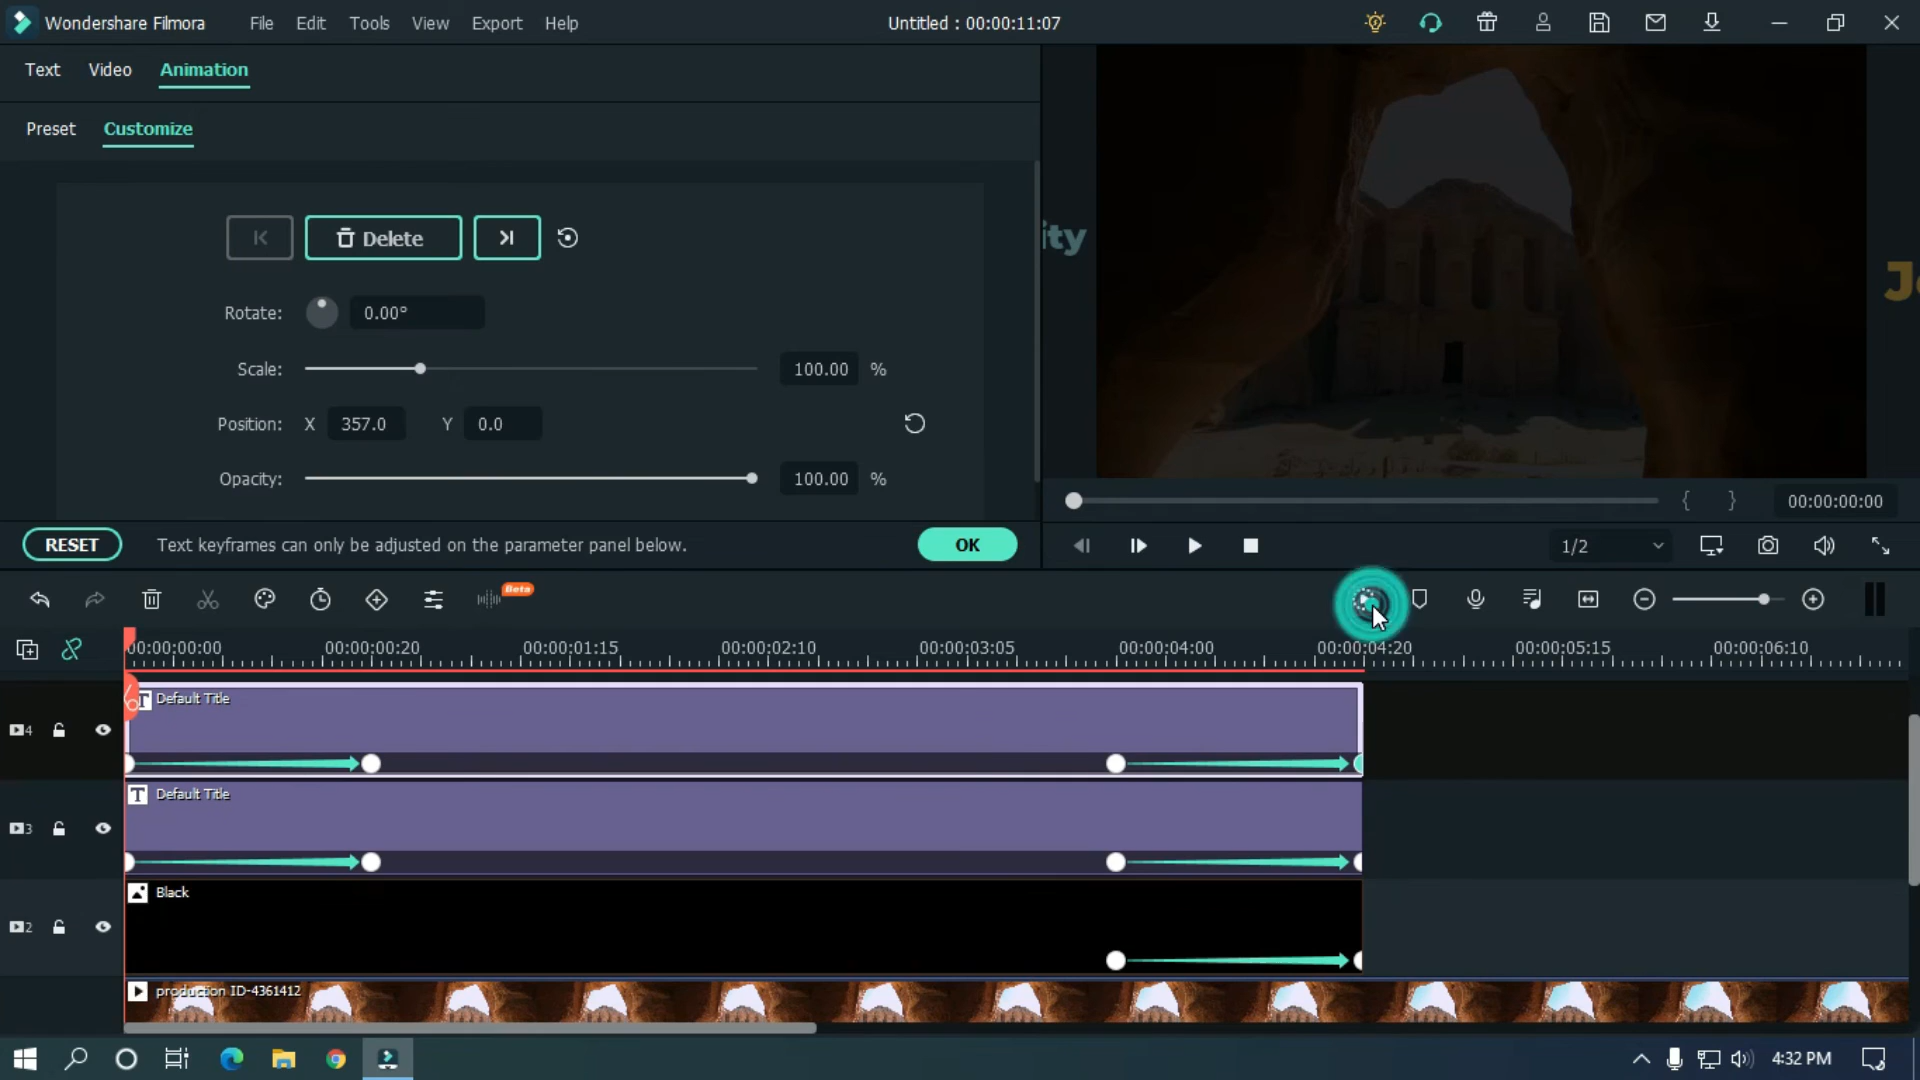 Wondershare Filmora File Edit Tools View Export Help Untitled : 00:00:11:07
Text Video Animation
Preset Customize
Delete
Rotate: 0.00°
Scale: 100.00 %
Position: X 357.0 Y 0.0
Opacity: 100.00 %
ity
00:00:00:00
RESET Text keyframes can only be adjusted on the parameter panel below. OK
1/2
Beta
00:00:00:00 00:00:00:20 00:00:01:15 00:00:02:10 00:00:03:05 00:00:04:00 00:00:04:20 00:00:05:15 00:00:06:10
T Default Title
4
T Default Title
3
Black
2
production ID-4361412
4:32 PM